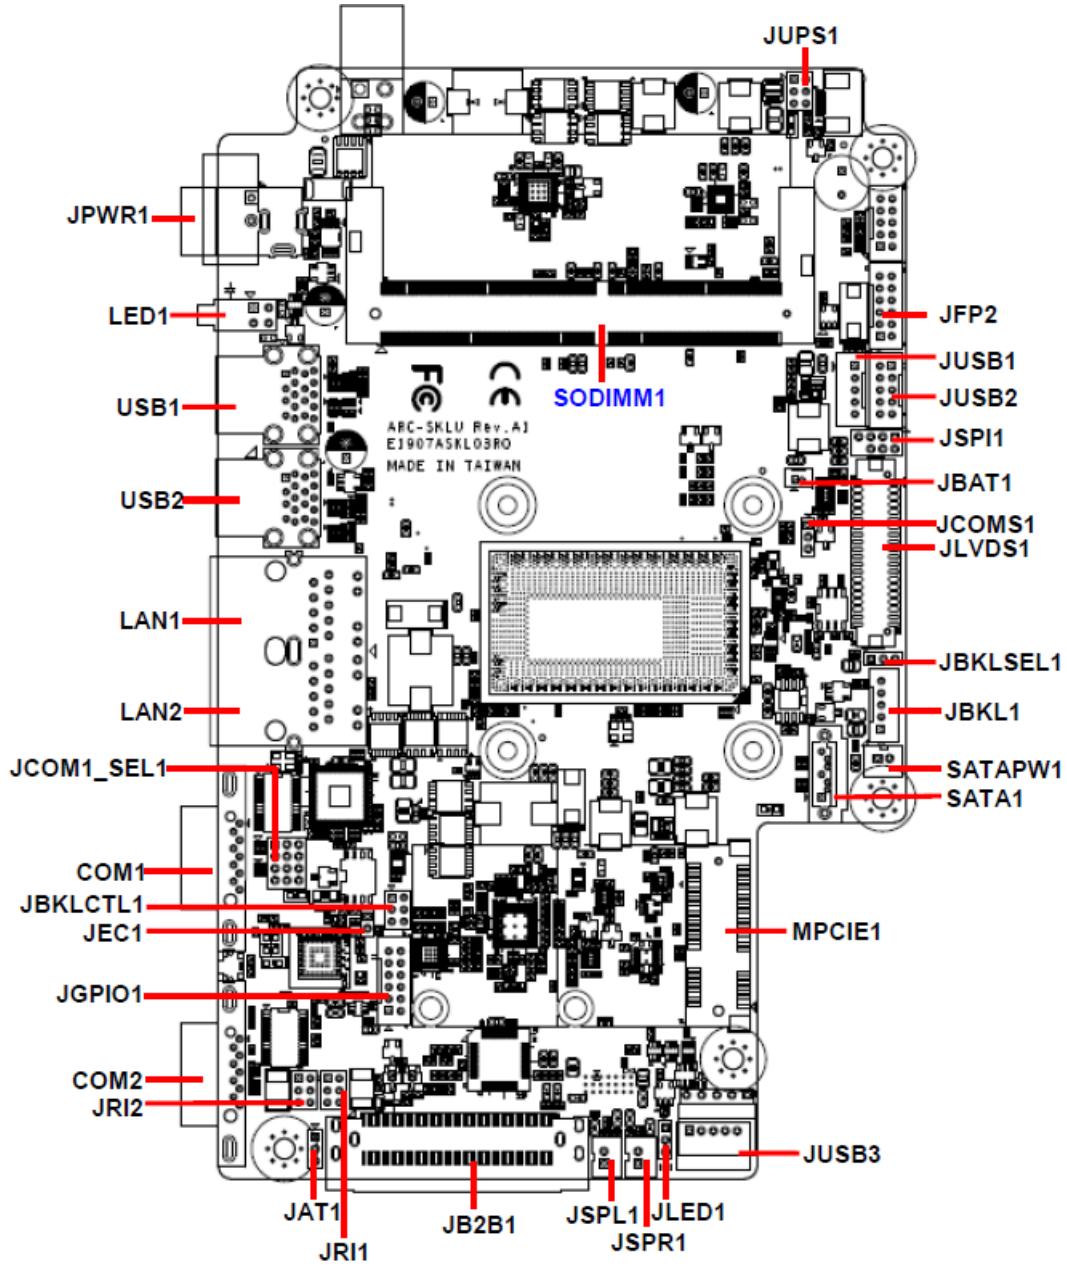 JUPS1
JPWR1
LED1
JFP2
JUSB1
USB1
SODIMM1
JUSB2
FC
CE
ARC-SKLU Rev.A1
E1907ASKL03R0
MADE IN TAIWAN
JSPI1
USB2
JBAT1
JCOMS1
JLVDS1
LAN1
JBKLSEL1
LAN2
JBKL1
JCOM1_SEL1
SATAPW1
SATA1
COM1
JBKLCTL1
JEC1
MPCIE1
JGPIO1
COM2
JRI2
JUSB3
JAT1
JB2B1
JSPL1
JLED1
JRI1
JSPR1